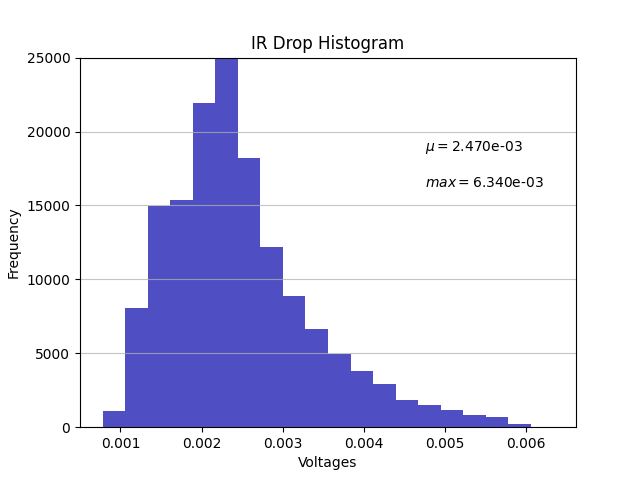 IR Drop Histogram
25000
20000
15000
10000
5000
0
Frequency
μ = 2.470e-03
max = 6.340e-03
0.001 0.002 0.003 0.004 0.005 0.006
Voltages